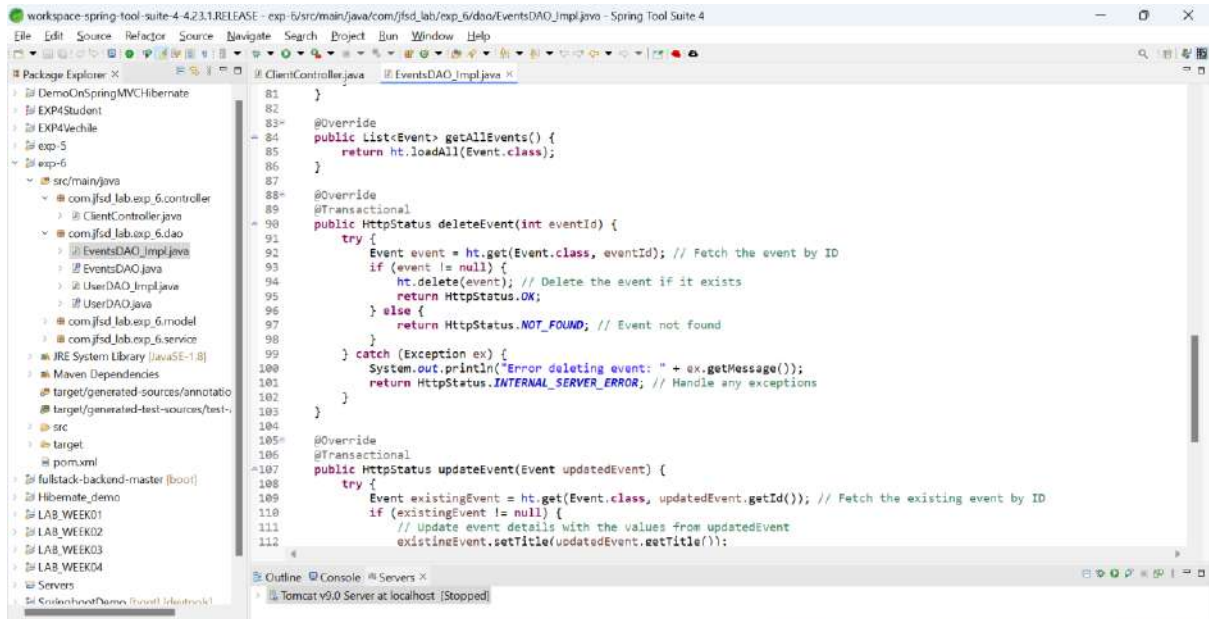 workspace-spring-tool-suite-4-4.23.1.RELEASE - exp-6/src/main/java/com/jfsd_lab/exp_6/dao/EventsDAO_Impl.java - Spring Tool Suite 4
File Edit Source Refactor Source Navigate Search Project Run Window Help
Package Explorer
DemoOnSpringMVCHibernate
EXP4Student
EXP4Vechile
exp-5
exp-6
src/main/java
com.jfsd_lab.exp_6.controller
ClientController.java
com.jfsd_lab.exp_6.dao
EventsDAO_Impl.java
EventsDAO.java
UserDAO_Impl.java
UserDAO.java
com.jfsd_lab.exp_6.model
com.jfsd_lab.exp_6.service
JRE System Library [JavaSE-1.8]
Maven Dependencies
target/generated-sources/annotatio
target/generated-test-sources/test-
src
target
pom.xml
fullstack-backend-master [boot]
Hibernate_demo
LAB_WEEK01
LAB_WEEK02
LAB_WEEK03
LAB_WEEK04
Servers
SpringbootDemo [boot] [devtools]
ClientController.java EventsDAO_Impl.java
81 }
82
83 @Override
84 public List<Event> getAllEvents() {
85 return ht.loadAll(Event.class);
86 }
87
88 @Override
89 @Transactional
90 public HttpStatus deleteEvent(int eventId) {
91 try {
92 Event event = ht.get(Event.class, eventId); // Fetch the event by ID
93 if (event != null) {
94 ht.delete(event); // Delete the event if it exists
95 return HttpStatus.OK;
96 } else {
97 return HttpStatus.NOT_FOUND; // Event not found
98 }
99 } catch (Exception ex) {
100 System.out.println("Error deleting event: " + ex.getMessage());
101 return HttpStatus.INTERNAL_SERVER_ERROR; // Handle any exceptions
102 }
103 }
104
105 @Override
106 @Transactional
107 public HttpStatus updateEvent(Event updatedEvent) {
108 try {
109 Event existingEvent = ht.get(Event.class, updatedEvent.getId()); // Fetch the existing event by ID
110 if (existingEvent != null) {
111 // Update event details with the values from updatedEvent
112 existingEvent.setTitle(updatedEvent.getTitle());
Outline Console Servers
Tomcat v9.0 Server at localhost [Stopped]